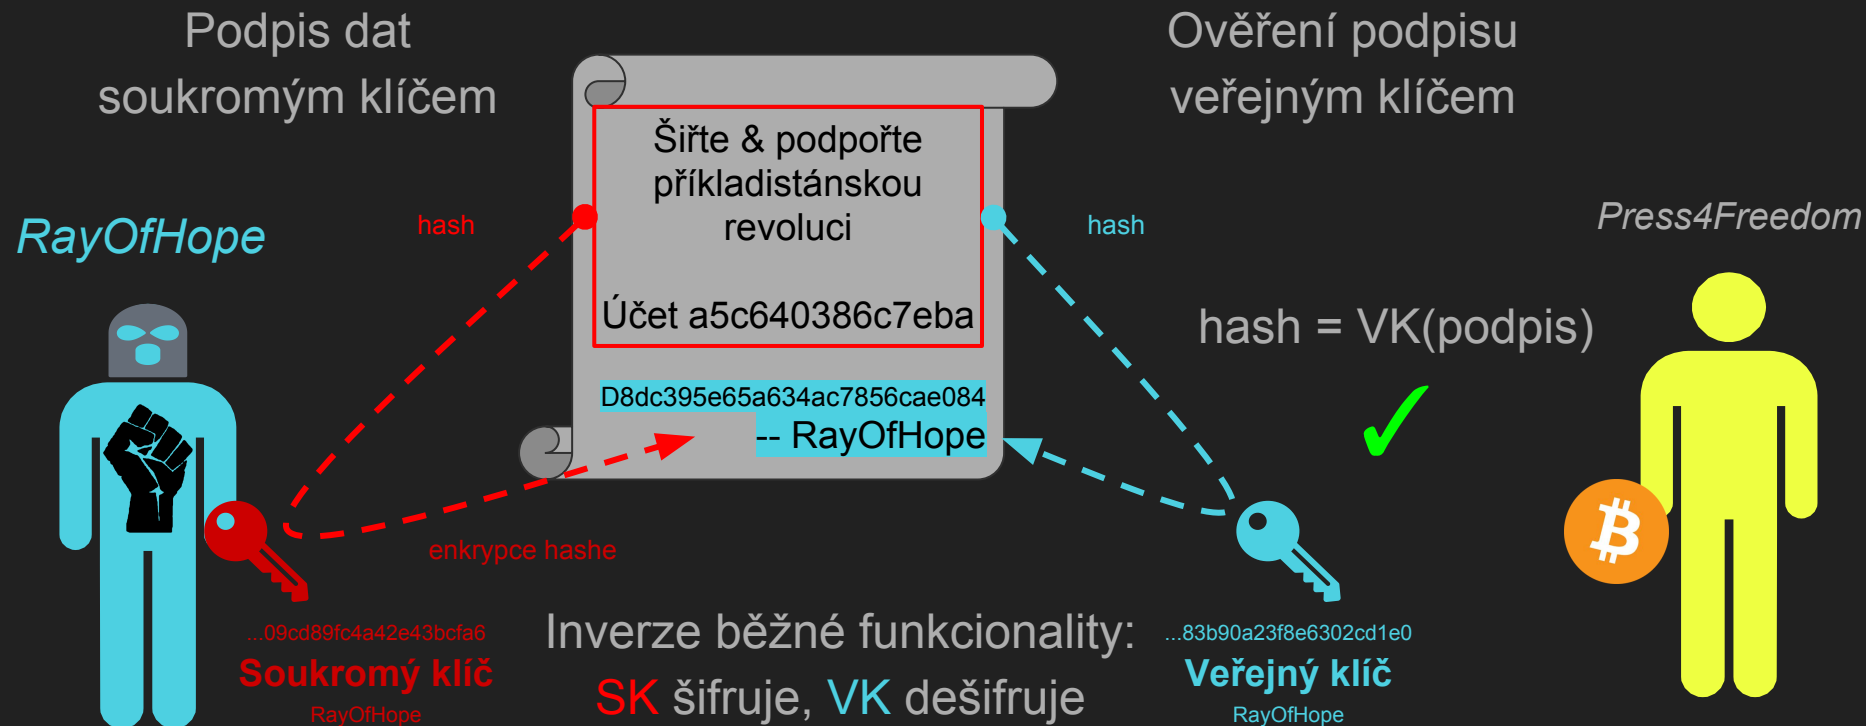 Podpis dat
soukromým klíčem
Ověření podpisu
veřejným klíčem
Šiřte & podpořte
příkladistánskou
revoluci
Účet a5c640386c7eba
D8dc395e65a634ac7856cae084
-- RayOfHope
RayOfHope
hash
hash
Press4Freedom
hash = VK(podpis)
enkrypce hashe
...09cd89fc4a42e43bcfa6
Soukromý klíč
RayOfHope
Inverze běžné funkcionality:
SK šifruje, VK dešifruje
...83b90a23f8e6302cd1e0
Veřejný klíč
RayOfHope